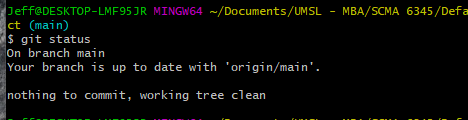 Jeff@DESKTOP-LMF95JR MINGW64 ~/Documents/UMSL - MBA/SCMA 6345/Defa
ct (main)
$ git status
On branch main
Your branch is up to date with 'origin/main'.
nothing to commit, working tree clean